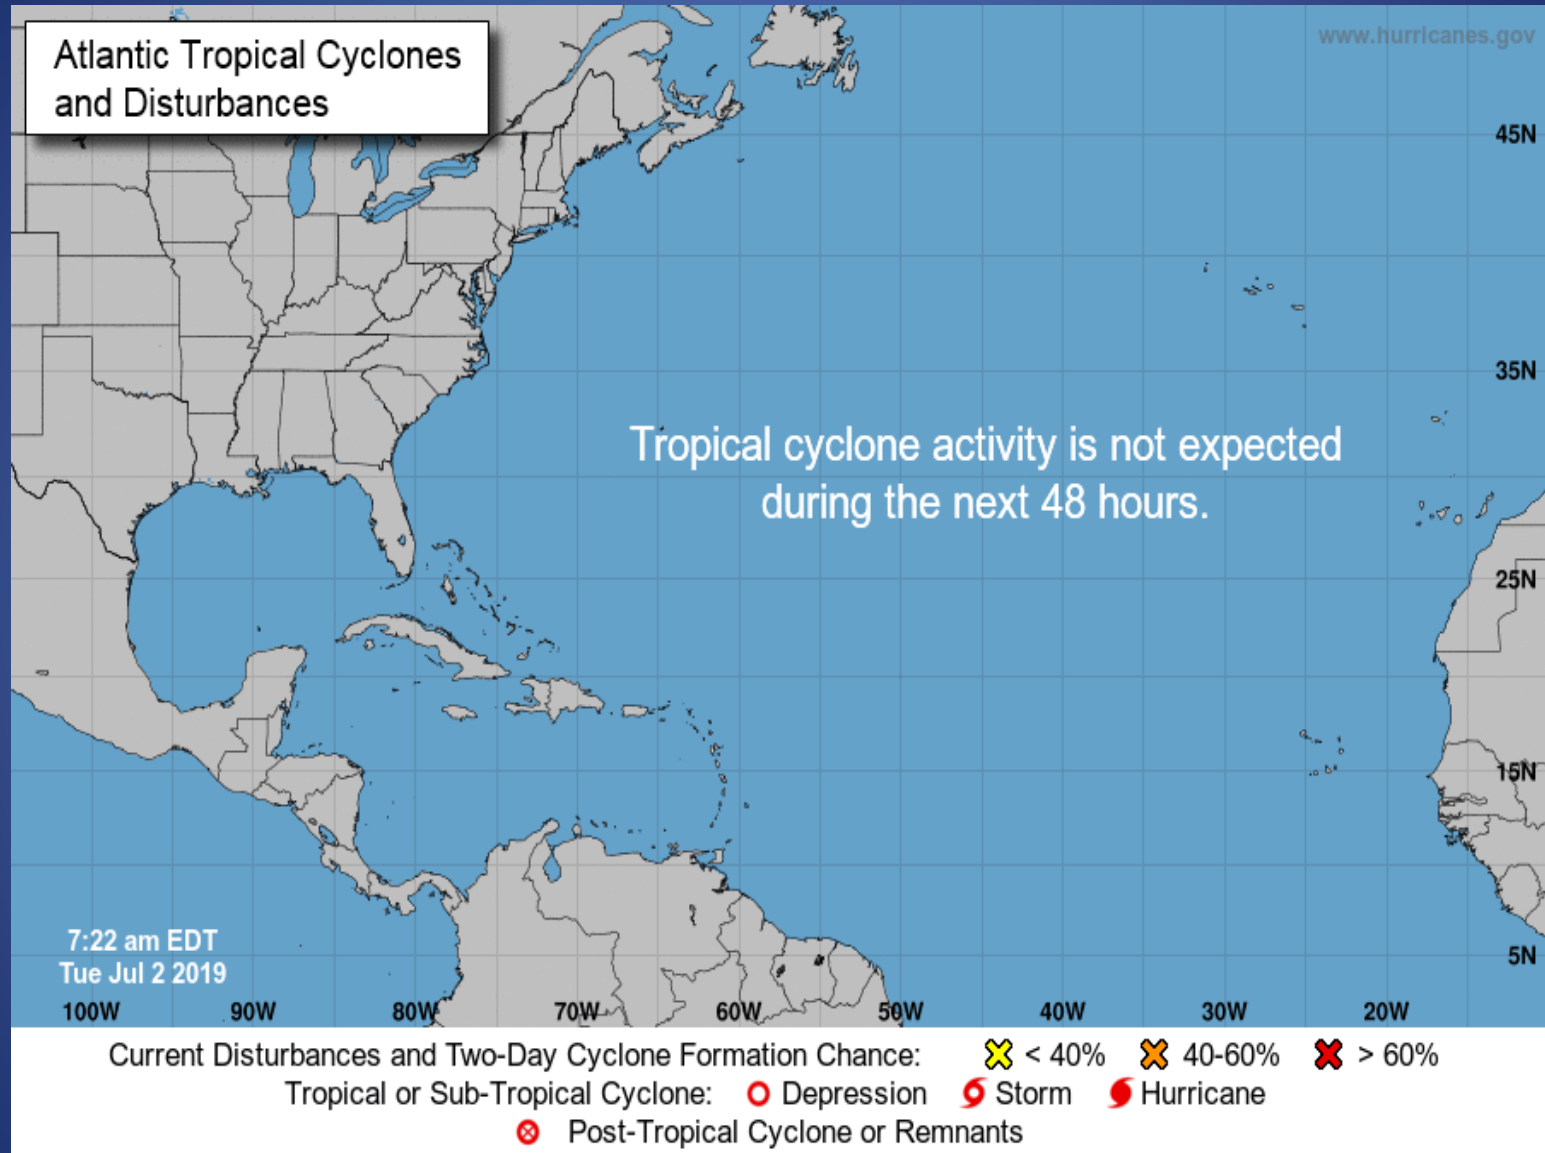 Atlantic Tropical Cyclones
and Disturbances
www.hurricanes.gov
45N
35N
Tropical cyclone activity is not expected
during the next 48 hours.
25N
15N
7:22 am EDT
Tue Jul 2 2019
5N
100W 90W 80W 70W 60W 50W 40W 30W 20W
Current Disturbances and Two-Day Cyclone Formation Chance: < 40% 40-60% > 60%
Tropical or Sub-Tropical Cyclone: Depression Storm Hurricane
Post-Tropical Cyclone or Remnants